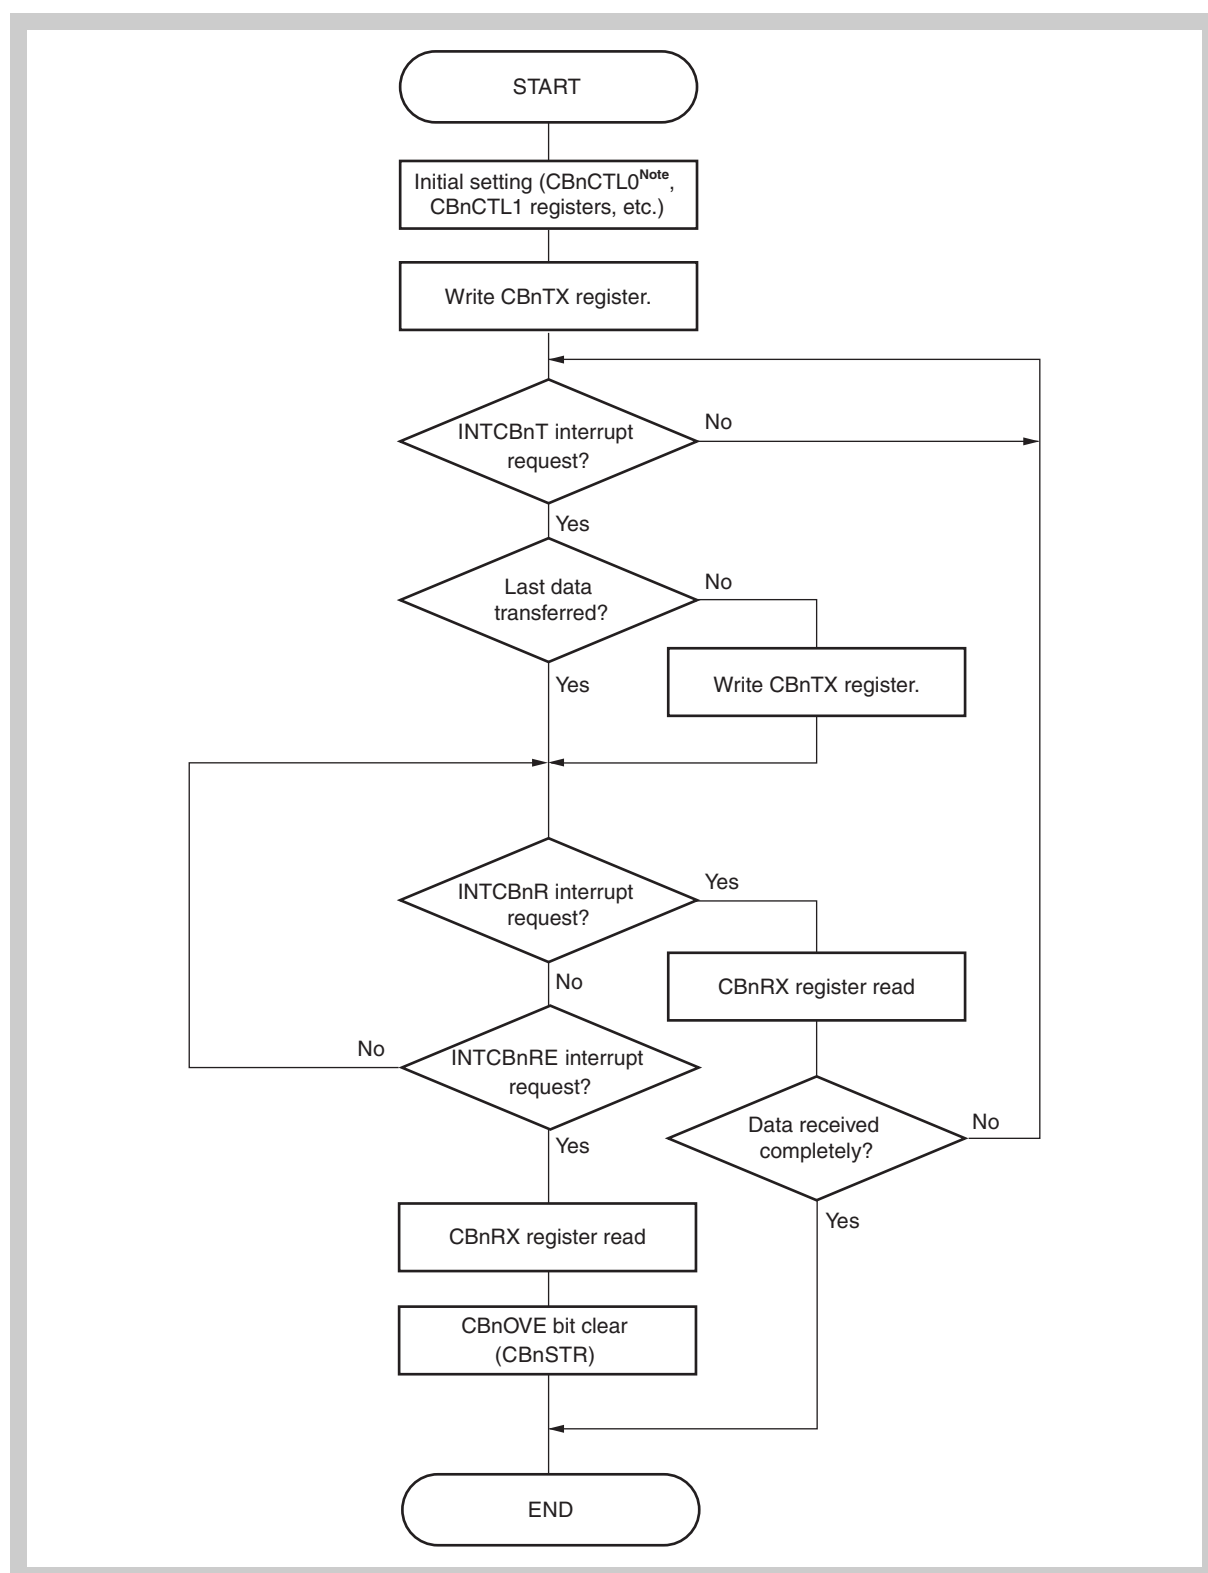 START
Initial setting (CBnCTL0Note,
CBnCTL1 registers, etc.)
Write CBnTX register.
INTCBnT interrupt
request?
No
Yes
Last data
transferred?
No
Yes
Write CBnTX register.
INTCBnR interrupt
request?
Yes
No
CBnRX register read
INTCBnRE interrupt
request?
No
Yes
Data received
completely?
No
Yes
CBnRX register read
CBnOVE bit clear
(CBnSTR)
END